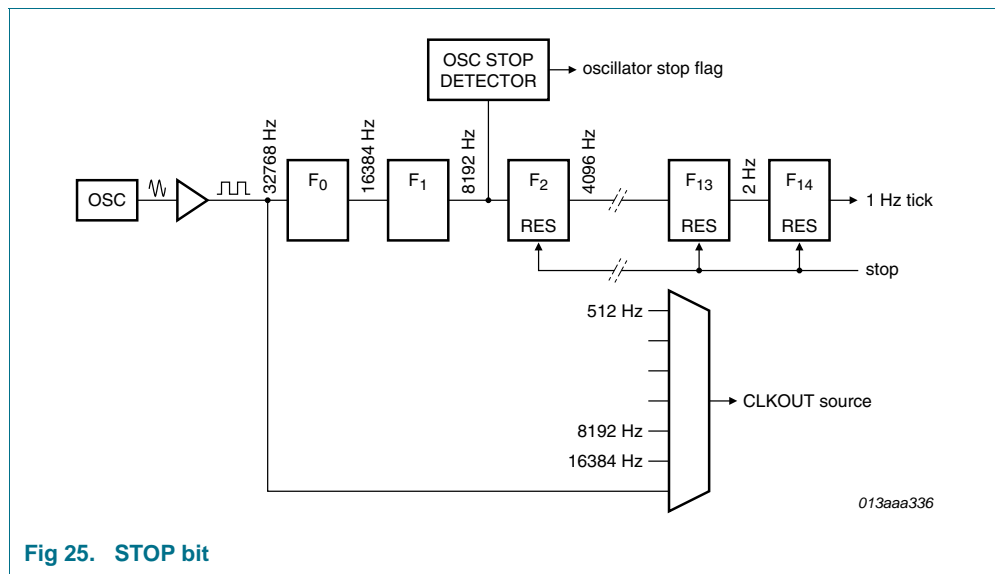 OSC STOP
DETECTOR
oscillator stop flag
32768 Hz
16384 Hz
8192 Hz
4096 Hz
2 Hz
OSC
F0
F1
F2
RES
F13
RES
F14
RES
1 Hz tick
stop
512 Hz
CLKOUT source
8192 Hz
16384 Hz
013aaa336
Fig 25. STOP bit